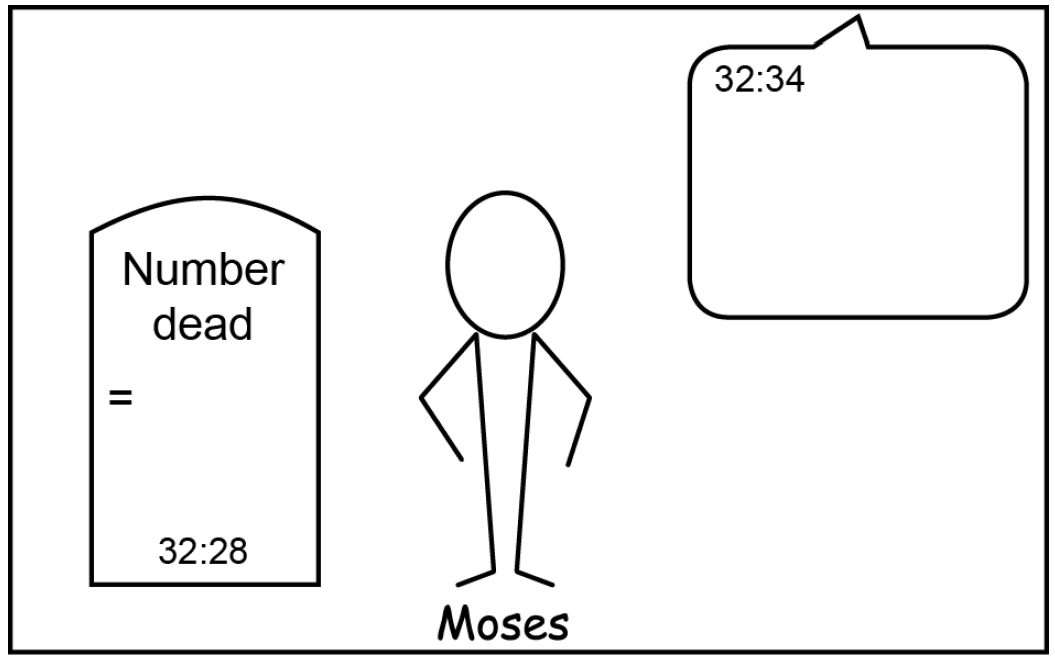 Number
dead
=
32:28
Moses
32:34